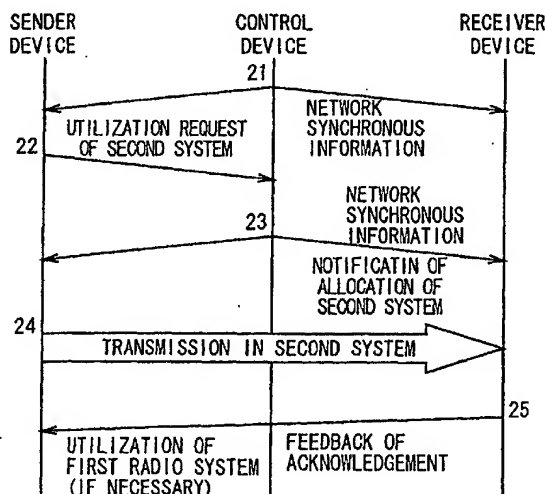 SENDER DEVICE
CONTROL DEVICE
RECEIVER DEVICE
21
NETWORK
SYNCHRONOUS
INFORMATION
UTILIZATION REQUEST
OF SECOND SYSTEM
22
NETWORK
SYNCHRONOUS
INFORMATION
23
NOTIFICATIN OF
ALLOCATION OF
SECOND SYSTEM
24
TRANSMISSION IN SECOND SYSTEM
25
UTILIZATION OF
FIRST RADIO SYSTEM
(IF NECESSARY)
FEEDBACK OF
ACKNOWLEDGEMENT